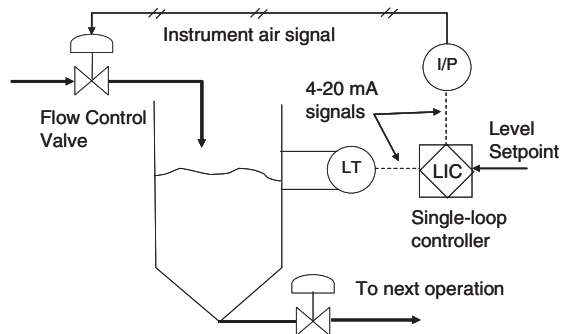 Instrument air signal
I/P
4-20 mA
signals
Flow Control
Valve
Level
Setpoint
LT
LIC
Single-loop
controller
To next operation